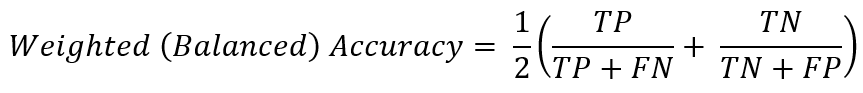 Weighted (Balanced) Accuracy = 1/2 (TP/(TP + FN) + TN/(TN + FP))